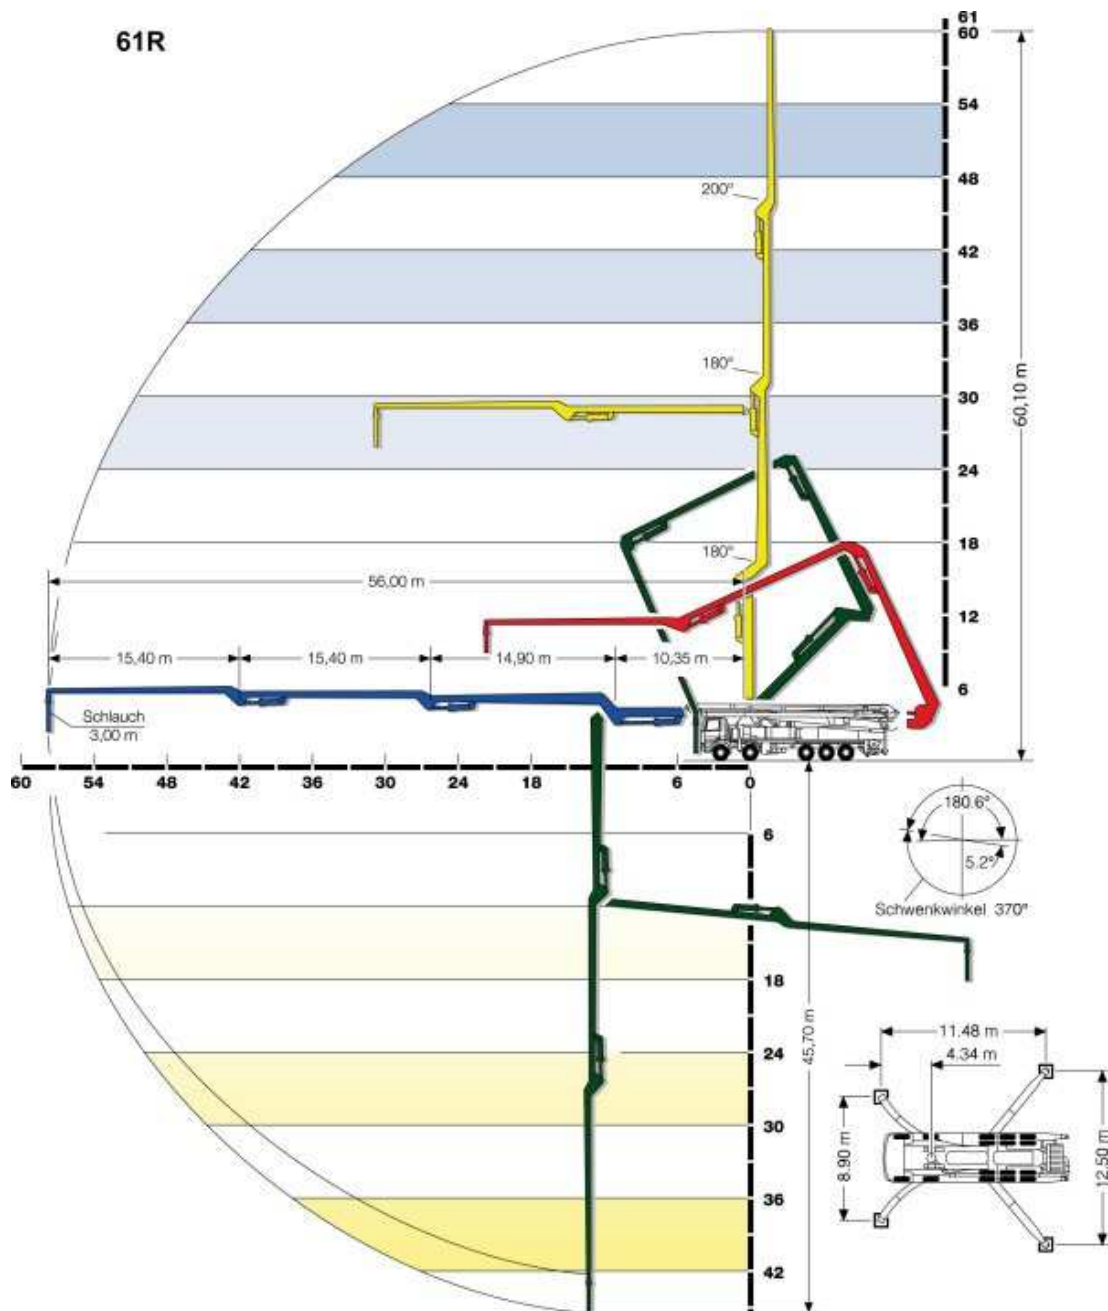 61R
61
60
54
48
200°
42
36
180°
60,10 m
30
24
18
180°
56,00 m
12
15,40 m
15,40 m
14,90 m
10,35 m
6
Schlauch
3,00 m
60
54
48
42
36
30
24
18
6
0
180.6°
6
5.2°
Schwenkwinkel 370°
18
45,70 m
11.48 m
24
4.34 m
30
8.90 m
12.50 m
36
42